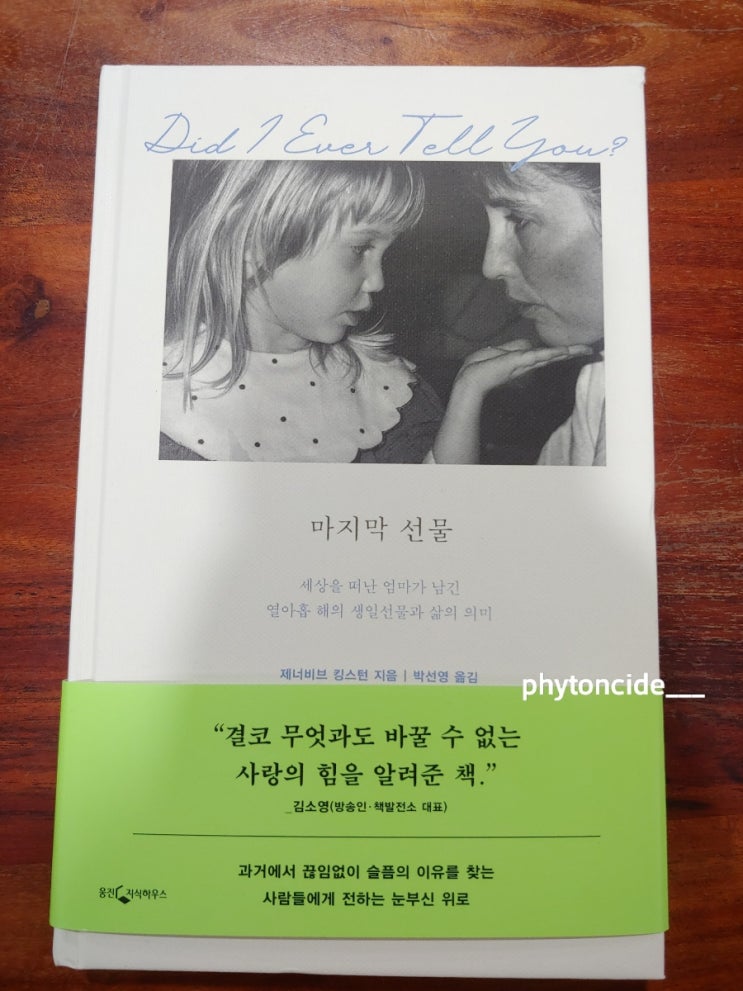 Did I Ever Tell You?
마지막 선물
세상을 떠난 엄마가 남긴
열아홉 해의 생일선물과 삶의 의미
제너비브 킹스턴 지음 | 박선영 옮김
phytoncide___
“결코 무엇과도 바꿀 수 없는
사랑의 힘을 알려준 책.”
_김소영(방송인·책발전소 대표)
과거에서 끊임없이 슬픔의 이유를 찾는
사람들에게 전하는 눈부신 위로
웅진 지식하우스